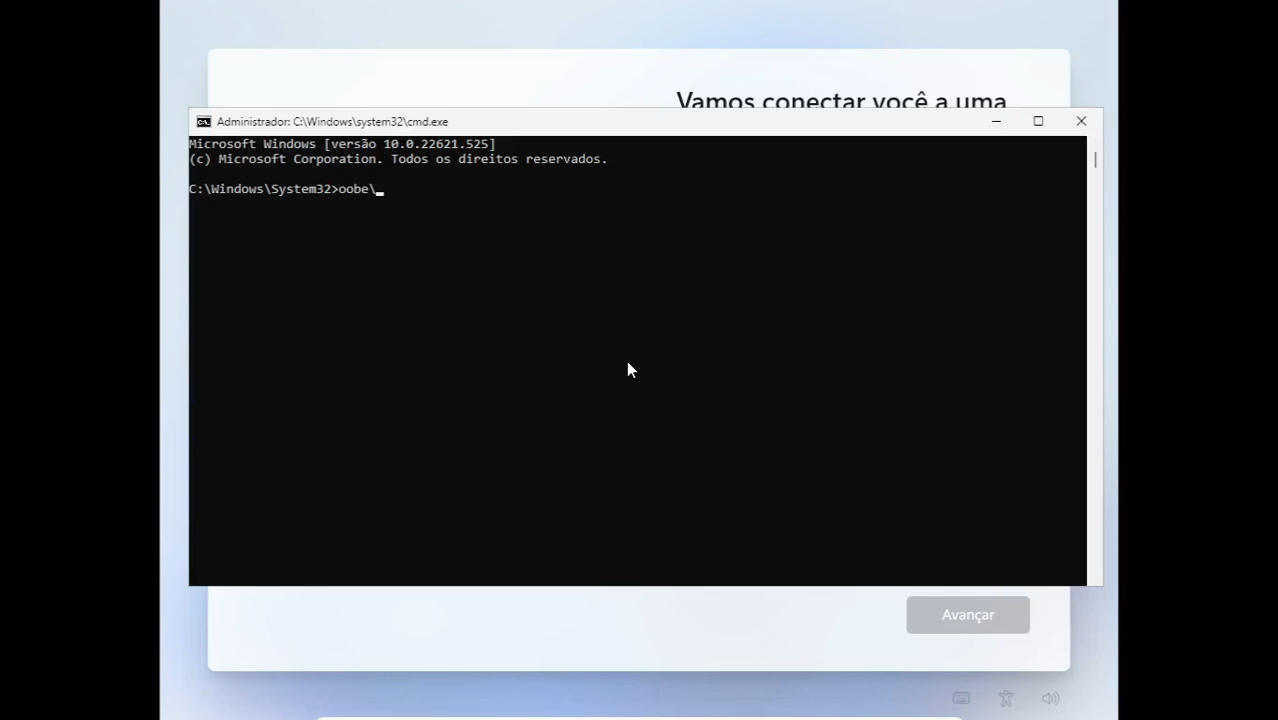 Vamos conectar você a uma
Administrador: C:\Windows\system32\cmd.exe
Microsoft Windows [versão 10.0.22621.525]
(c) Microsoft Corporation. Todos os direitos reservados.
C:\Windows\System32>oobe\
Avançar